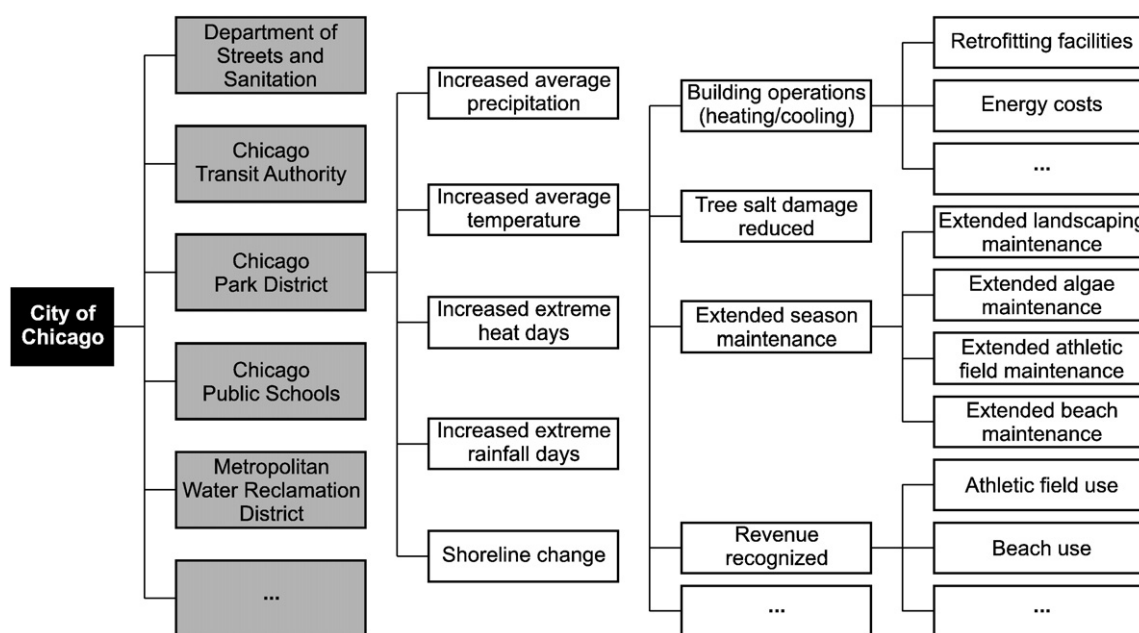 City of
Chicago
Department of
Streets and
Sanitation
Chicago
Transit Authority
Chicago
Park District
Chicago
Public Schools
Metropolitan
Water Reclamation
District
...
Increased average
precipitation
Increased average
temperature
Increased extreme
heat days
Increased extreme
rainfall days
Shoreline change
Building operations
(heating/cooling)
Tree salt damage
reduced
Extended season
maintenance
Revenue
recognized
...
Retrofitting facilities
Energy costs
...
Extended landscaping
maintenance
Extended algae
maintenance
Extended athletic
field maintenance
Extended beach
maintenance
Athletic field use
Beach use
...